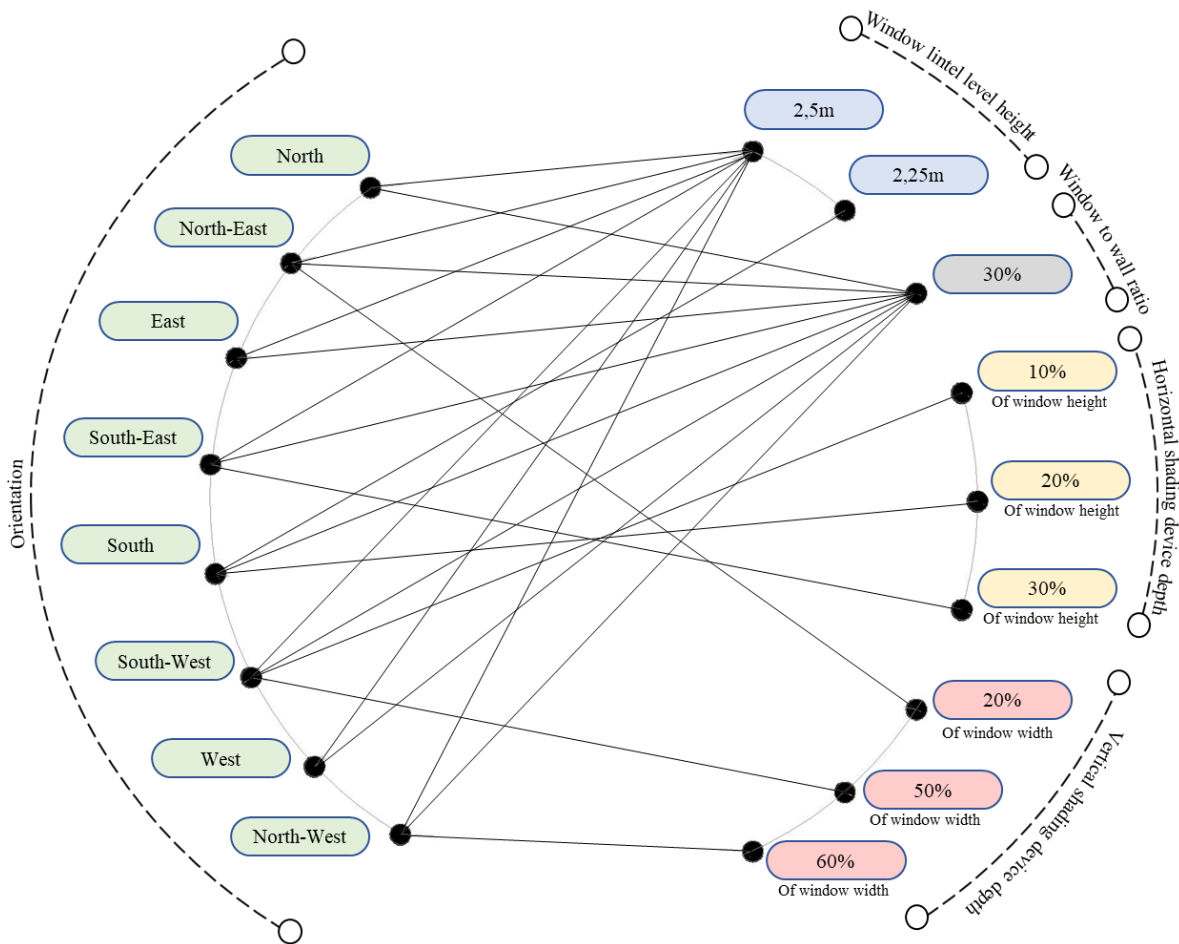 Orientation
North
North-East
East
South-East
South
South-West
West
North-West
Window lintel level height
2,5m
2,25m
Window to wall ratio
30%
Horizontal shading device depth
10%
Of window height
20%
Of window height
30%
Of window height
Vertical shading device depth
20%
Of window width
50%
Of window width
60%
Of window width